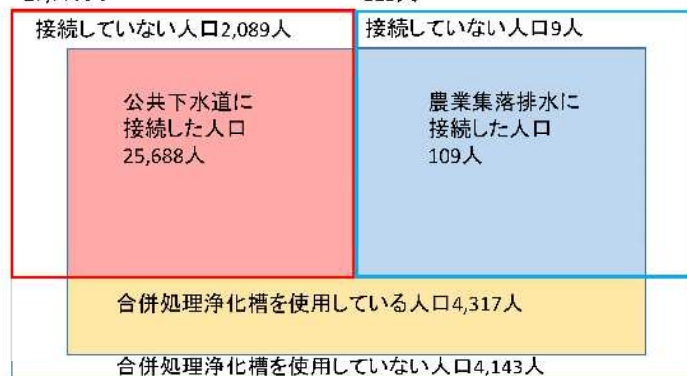 接続していない人口2,089人
接続していない人口9人
公共下水道に
接続した人口
25,688人
農業集落排水に
接続した人口
109人
合併処理浄化槽を使用している人口4,317人
合併処理浄化槽を使用していない人口4,143人